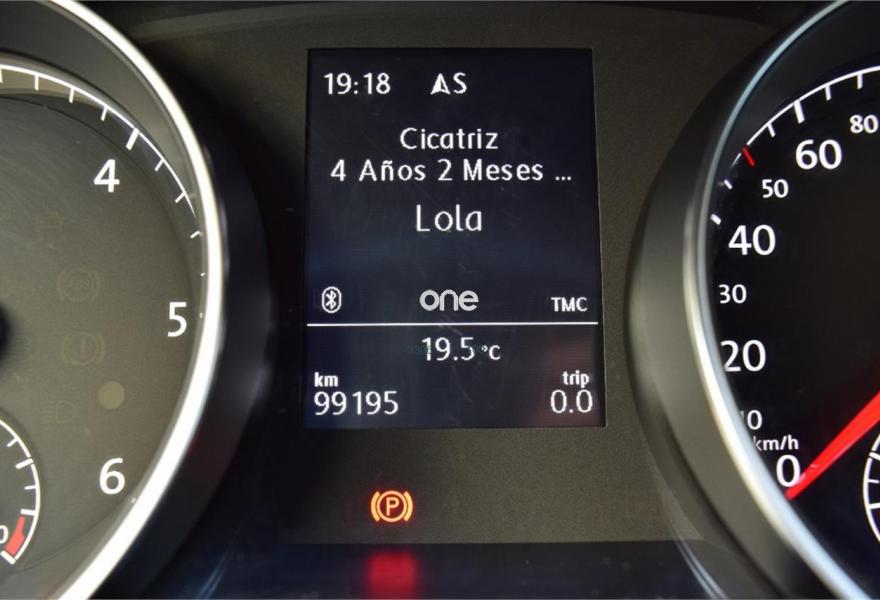 19:18 AS
Cicatriz
4 Años 2 Meses ...
Lola
one TMC
19.5 °C
km trip
99195 0.0
4
5
6
80
60
50
40
30
20
10
km/h
0
P